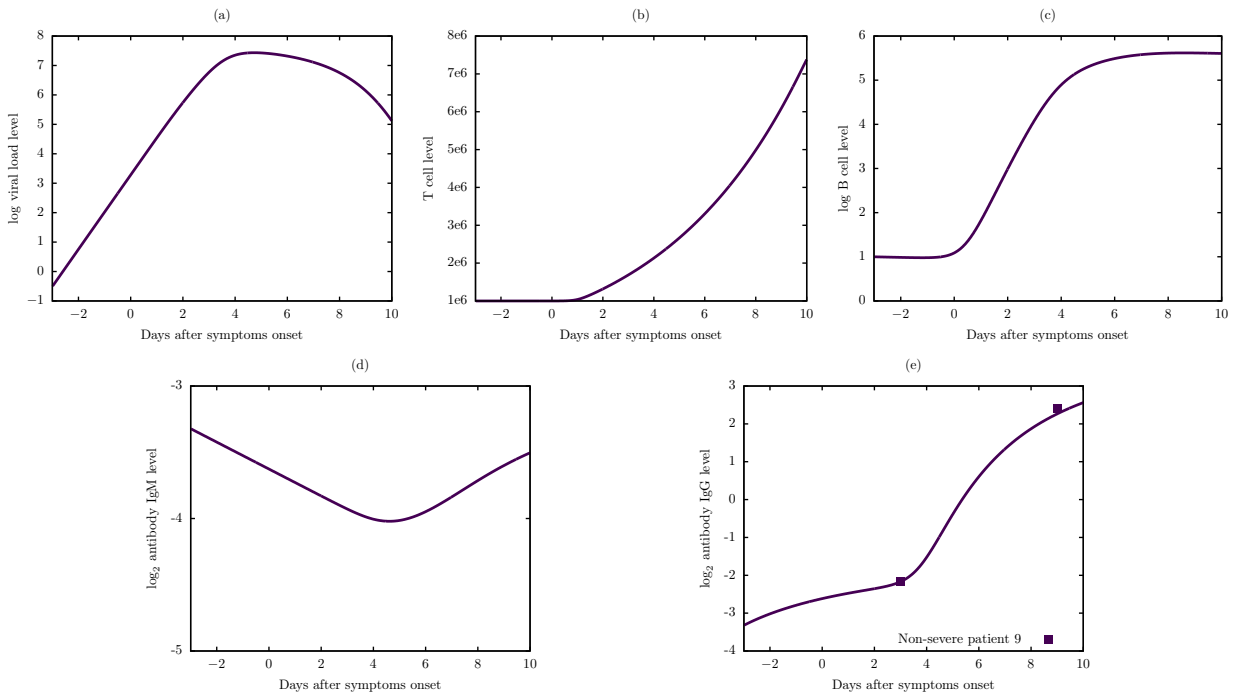 (a)
8
7
6
5
4
3
2
1
0
−1
−2 0 2 4 6 8 10
log viral load level
Days after symptoms onset
(b)
8e6
7e6
6e6
5e6
4e6
3e6
2e6
1e6
−2 0 2 4 6 8 10
T cell level
Days after symptoms onset
(c)
6
5
4
3
2
1
0
−2 0 2 4 6 8 10
log B cell level
Days after symptoms onset
(d)
-3
-4
-5
−2 0 2 4 6 8 10
log₂ antibody IgM level
Days after symptoms onset
(e)
3
2
1
0
-1
-2
-3
-4
−2 0 2 4 6 8 10
log₂ antibody IgG level
Days after symptoms onset
Non-severe patient 9